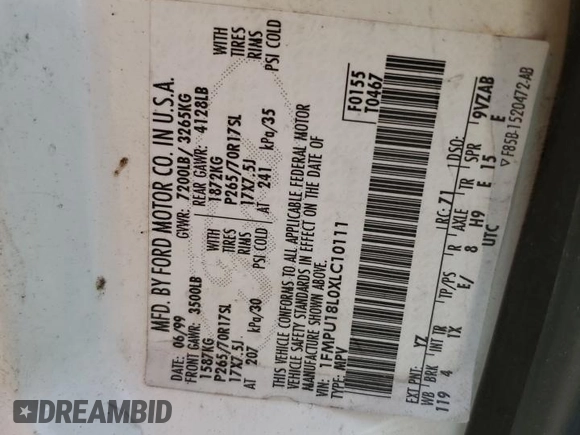 MFD. BY FORD MOTOR CO. IN U.S.A.
DATE: 06/99 GVWR: 7200LB/ 3265KG
FRONT GAWR: 3500LB REAR GAWR: 4128LB
1587KG WITH 1872KG WITH
P265/70R17SL TIRES P265/70R17SL TIRES
17X7.5J RIMS 17X7.5J RIMS
AT 207 kPa/30 PSI COLD AT 241 kPa/35 PSI COLD
THIS VEHICLE CONFORMS TO ALL APPLICABLE FEDERAL MOTOR
VEHICLE SAFETY STANDARDS IN EFFECT ON THE DATE OF
MANUFACTURE SHOWN ABOVE.
VIN: 1FMPU18L0XLC10111
TYPE: MPV
F0155
T0467
EXT PNT: YZ RC: 71 DSO:
WB BRK INT TR TP/PS R AXLE TR SPR 19VZAB
119 4 1X E/ 8 H9 E 15 E
UTC ▽F85B-1520472-AB
DREAMBID